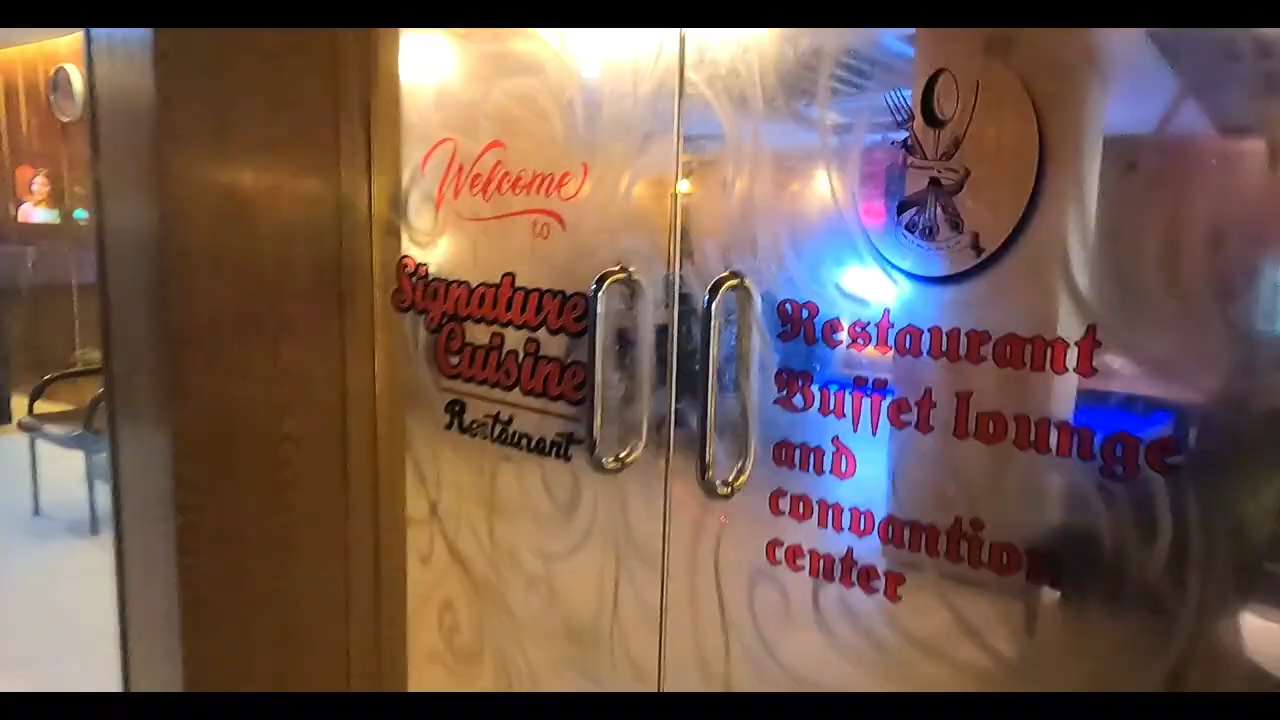 Welcome
to
Signature
Cuisine
Restaurant
Restaurant
Buffet lounge
and
convantion
center